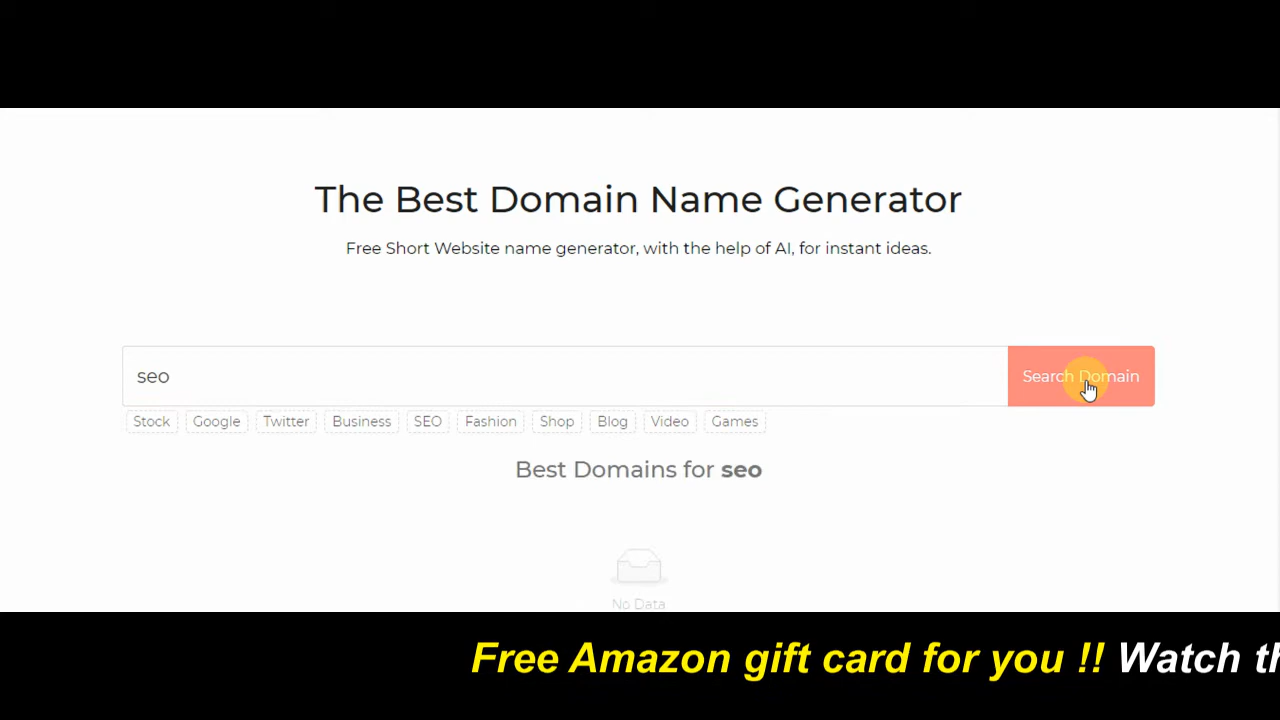 The Best Domain Name Generator
Free Short Website name generator, with the help of AI, for instant ideas.
seo
Search Domain
Stock Google Twitter Business SEO Fashion Shop Blog Video Games
Best Domains for seo
No Data
Free Amazon gift card for you !! Watch th